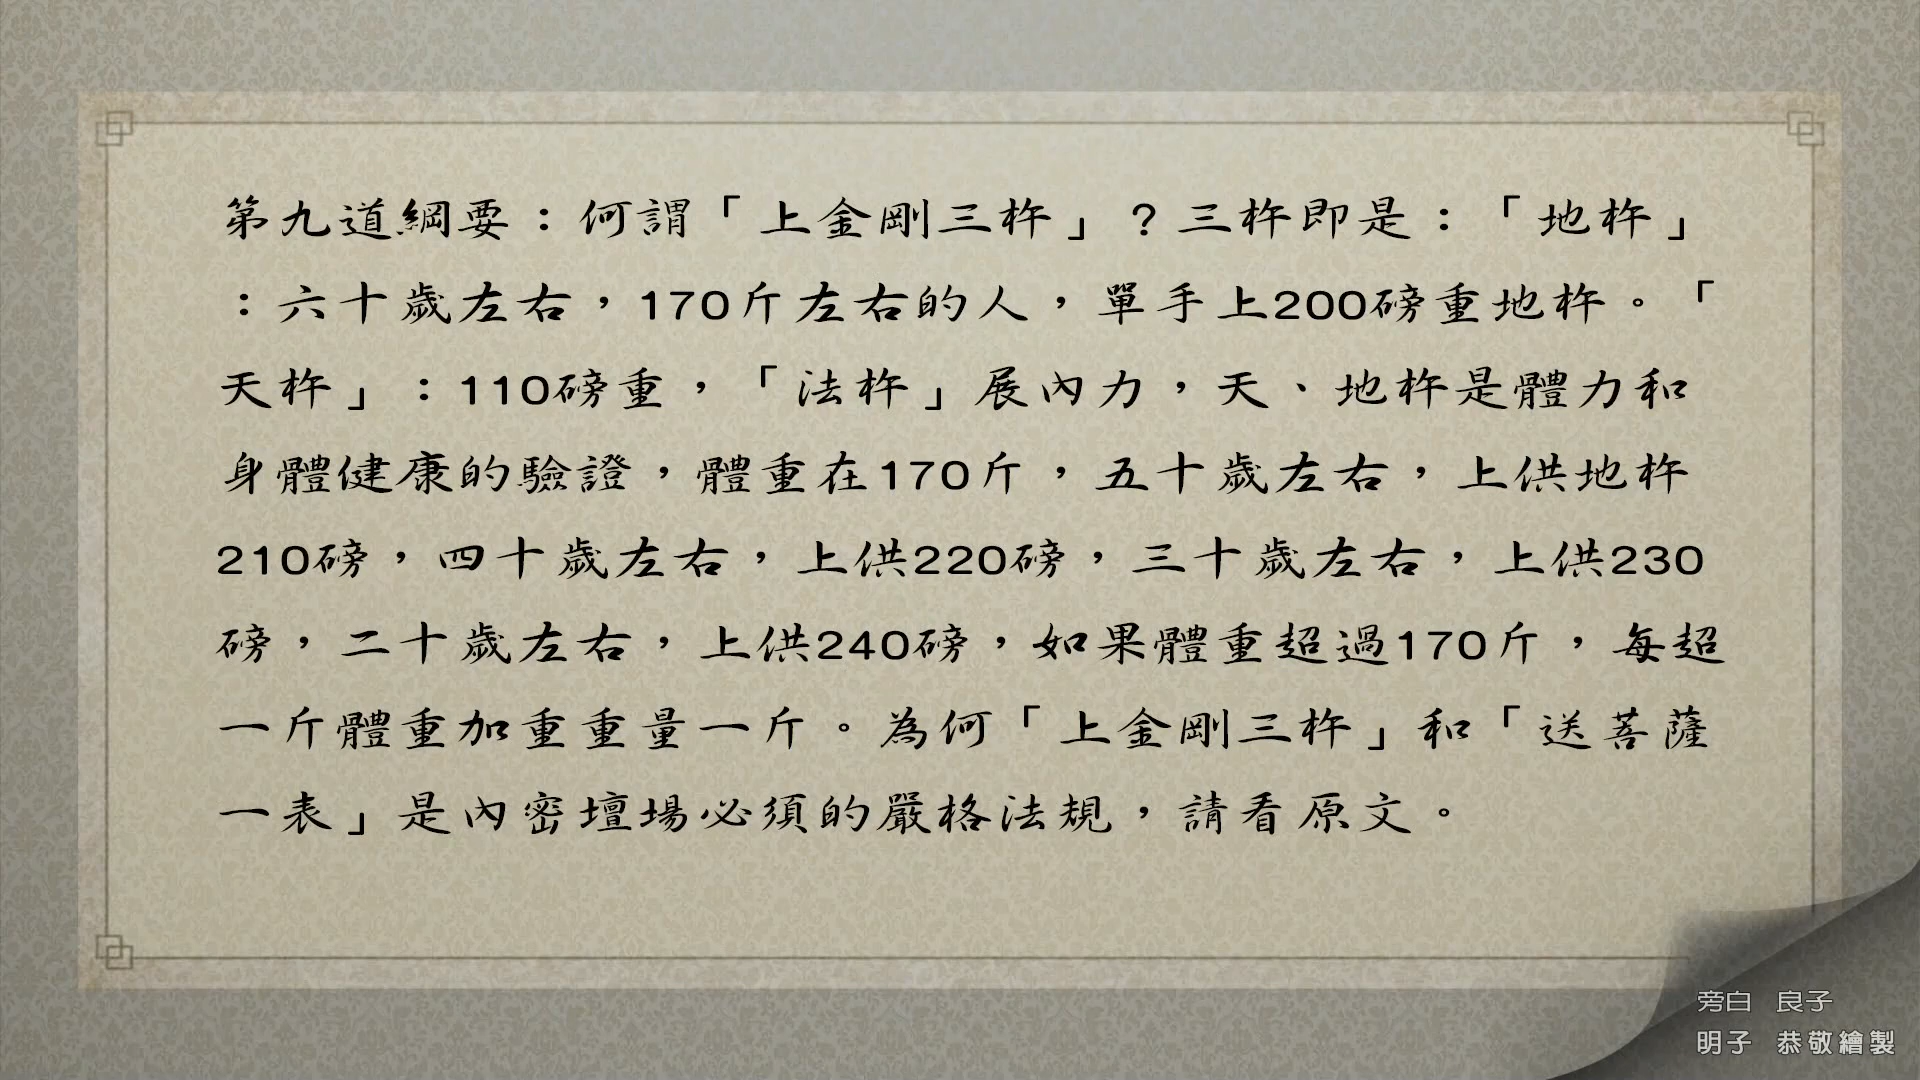 第九道綱要：何謂「上金剛三杵」？三杵即是：「地杵」
：六十歲左右，170斤左右的人，單手上200磅重地杵。「
天杵」：110磅重，「法杵」展內力，天、地杵是體力和
身體健康的驗證，體重在170斤，五十歲左右，上供地杵
210磅，四十歲左右，上供220磅，三十歲左右，上供230
磅，二十歲左右，上供240磅，如果體重超過170斤，每超
一斤體重加重重量一斤。為何「上金剛三杵」和「送菩薩
一表」是內密壇場必須的嚴格法規，請看原文。
旁白 良子
明子 恭敬繪製